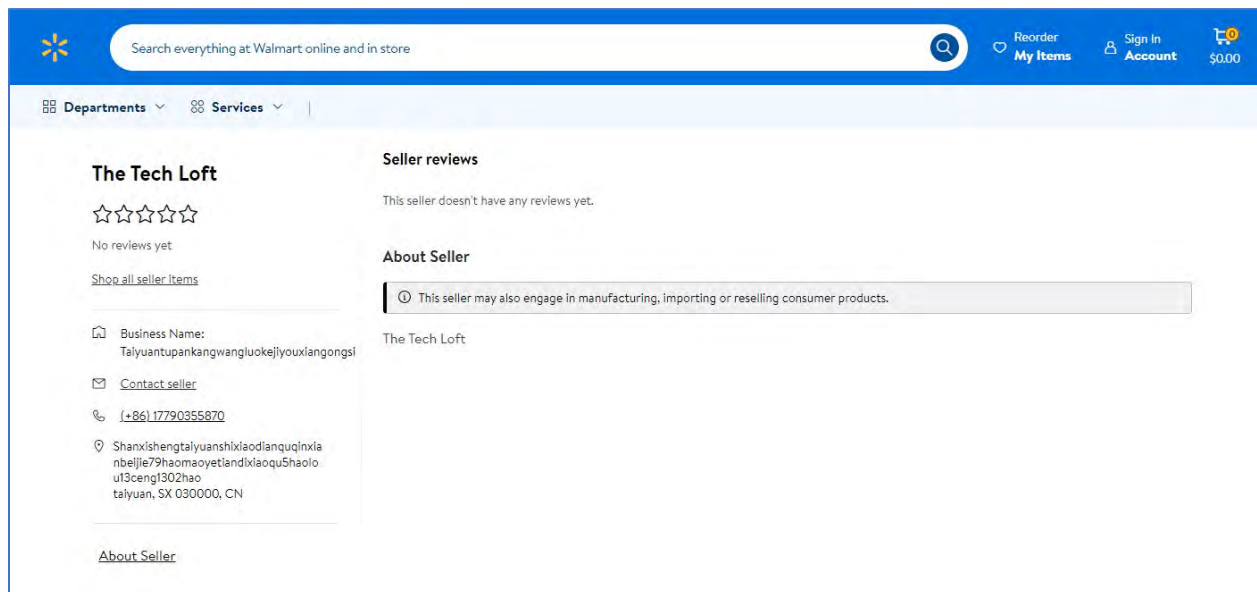 Search everything at Walmart online and in store
Reorder
My Items
Sign In
Account
0
$0.00
Departments
Services
The Tech Loft
No reviews yet
Shop all seller items
Business Name:
Taiyuantupankangwangluokejiyouxiangongsi
Contact seller
(+86) 17790355870
Shanxishengtaiyuanshixiaodianquqinxia
nbeijie79haomaoyetiandixiaoqu5haolo
u13ceng1302hao
taiyuan, SX 030000, CN
About Seller
Seller reviews
This seller doesn't have any reviews yet.
About Seller
This seller may also engage in manufacturing, importing or reselling consumer products.
The Tech Loft